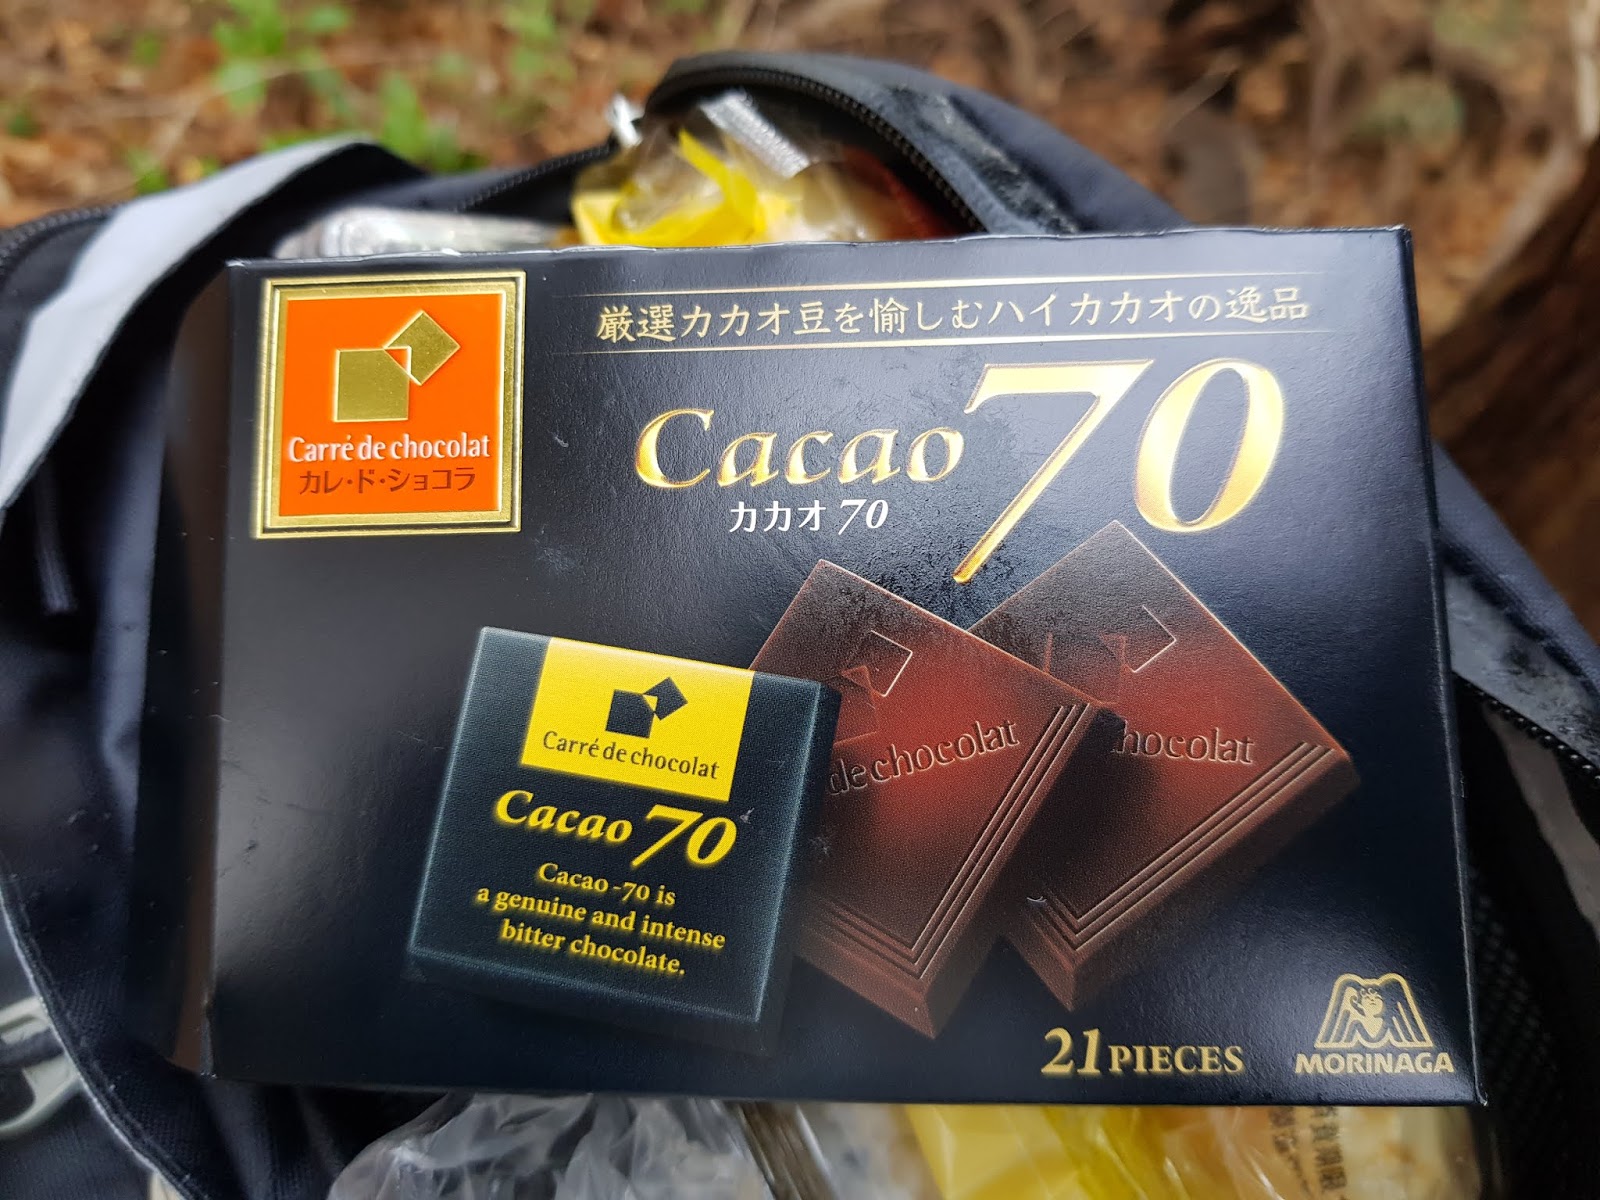 Carré de chocolat
カレ・ド・ショコラ
厳選カカオ豆を愉しむハイカカオの逸品
Cacao 70
カカオ 70
Carré de chocolat
Cacao 70
Cacao -70 is
a genuine and intense
bitter chocolate.
de chocolat
hocolat
21 PIECES
MORINAGA